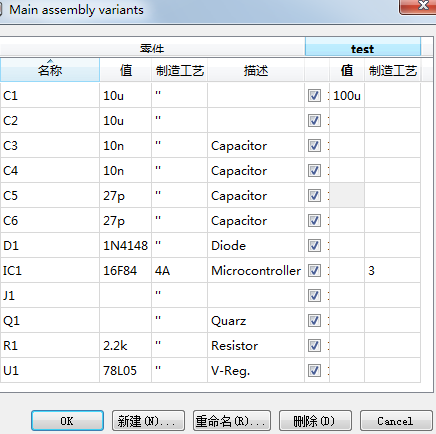 Main assembly variants
零件 test
名称 值 制造工艺 描述 值 制造工艺
C1 10u '' 100u
C2 10u ''
C3 10n '' Capacitor
C4 10n '' Capacitor
C5 27p '' Capacitor
C6 27p '' Capacitor
D1 1N4148 '' Diode
IC1 16F84 4A Microcontroller 3
J1 ''
Q1 '' Quarz
R1 2.2k '' Resistor
U1 78L05 '' V-Reg.
OK 新建(N)... 重命名(R)... 删除(D) Cancel